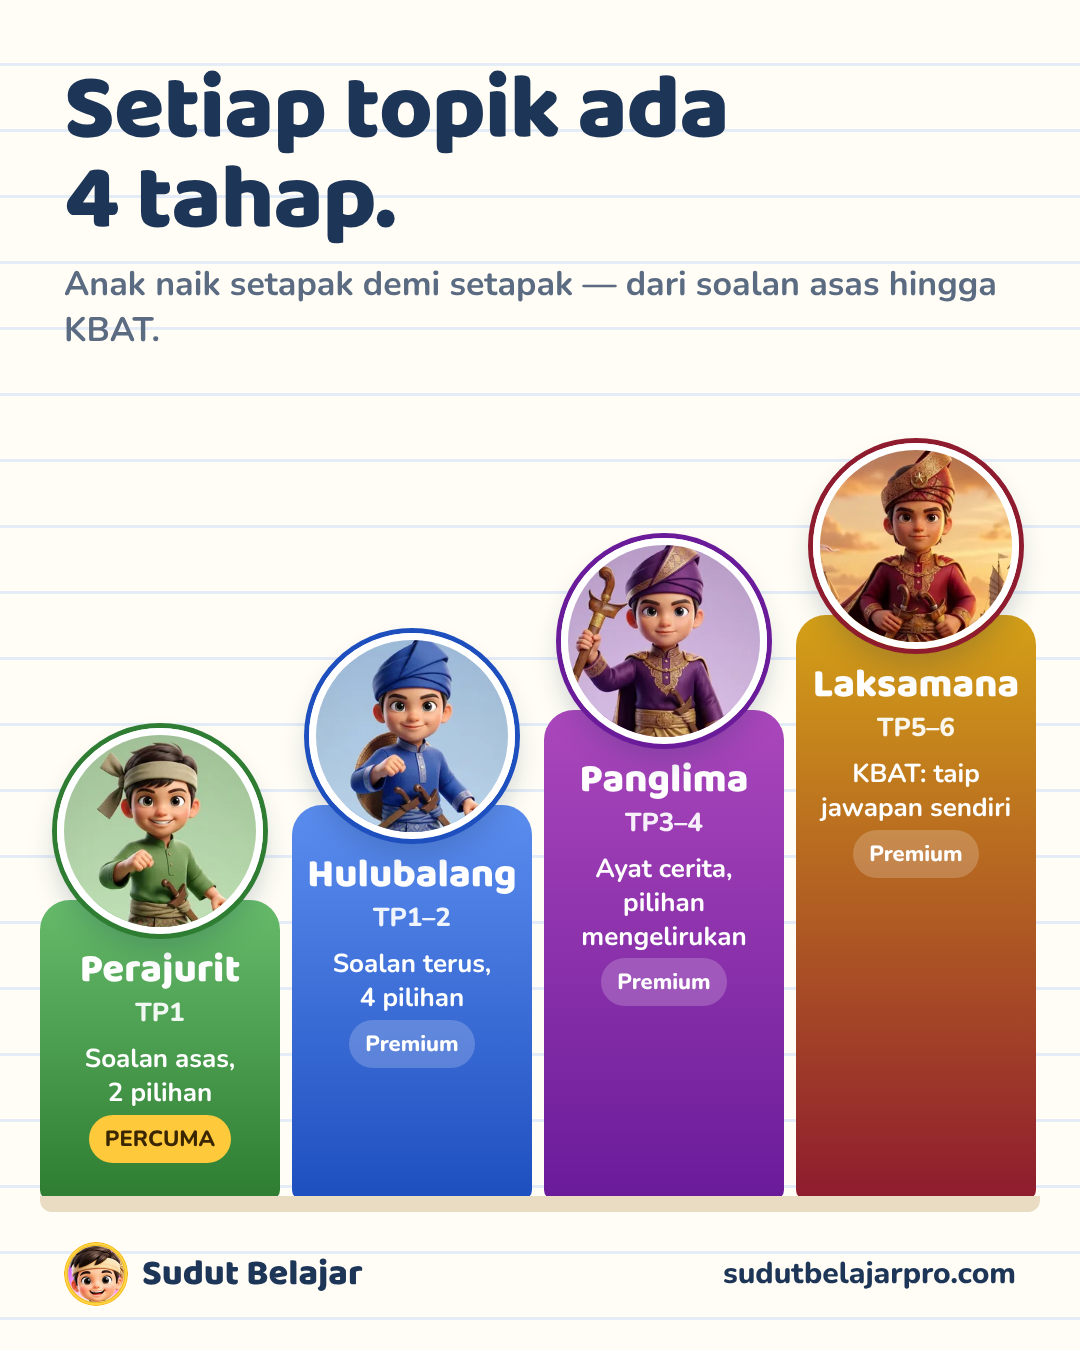 Setiap topik ada
4 tahap.
Anak naik setapak demi setapak — dari soalan asas hingga
KBAT.
Perajurit
TP1
Soalan asas,
2 pilihan
PERCUMA
Hulubalang
TP1–2
Soalan terus,
4 pilihan
Premium
Panglima
TP3–4
Ayat cerita,
pilihan
mengelirukan
Premium
Laksamana
TP5–6
KBAT: taip
jawapan sendiri
Premium
Sudut Belajar
sudutbelajarpro.com